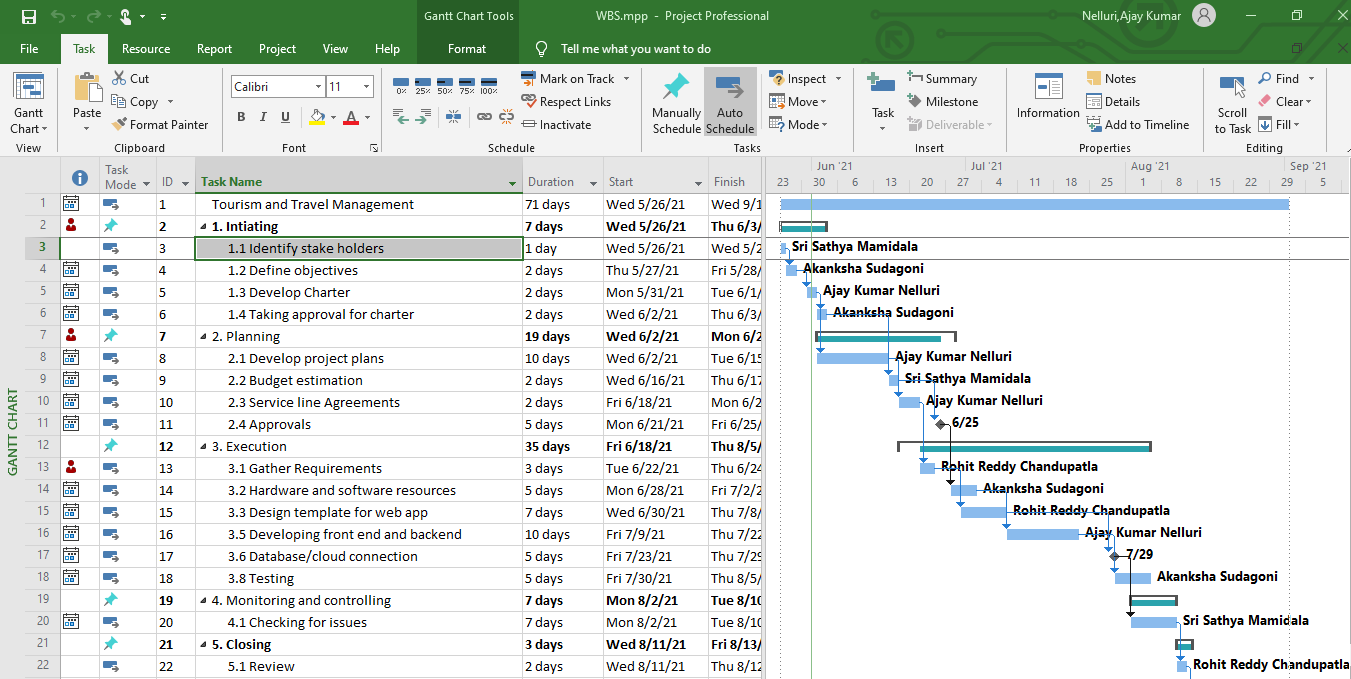 Gantt Chart Tools WBS.mpp - Project Professional Nelluri,Ajay Kumar
File Task Resource Report Project View Help Format Tell me what you want to do
Gantt Chart
View
Paste Cut
Copy
Format Painter
Clipboard
Calibri 11
B I U A
Font
0% 25% 50% 75% 100%
Mark on Track
Respect Links
Inactivate
Schedule
Manually Schedule
Auto Schedule
Inspect
Move
Mode
Tasks
Task
Summary
Milestone
Deliverable
Insert
Information
Notes
Details
Add to Timeline
Properties
Scroll to Task
Find
Clear
Fill
Editing
GANTT CHART
Task Mode ID Task Name Duration Start Finish
Jun '21 Jul '21 Aug '21 Sep '21
23 30 6 13 20 27 4 11 18 25 1 8 15 22 29 5
1 1 Tourism and Travel Management 71 days Wed 5/26/21 Wed 9/1
2 2 1. Intiating 7 days Wed 5/26/21 Thu 6/3/
3 3 1.1 Identify stake holders 1 day Wed 5/26/21 Wed 5/2 Sri Sathya Mamidala
4 4 1.2 Define objectives 2 days Thu 5/27/21 Fri 5/28/ Akanksha Sudagoni
5 5 1.3 Develop Charter 2 days Mon 5/31/21 Tue 6/1/ Ajay Kumar Nelluri
6 6 1.4 Taking approval for charter 2 days Wed 6/2/21 Thu 6/3/ Akanksha Sudagoni
7 7 2. Planning 19 days Wed 6/2/21 Mon 6/2
8 8 2.1 Develop project plans 10 days Wed 6/2/21 Tue 6/15 Ajay Kumar Nelluri
9 9 2.2 Budget estimation 2 days Wed 6/16/21 Thu 6/17 Sri Sathya Mamidala
10 10 2.3 Service line Agreements 2 days Fri 6/18/21 Mon 6/2 Ajay Kumar Nelluri
11 11 2.4 Approvals 5 days Mon 6/21/21 Fri 6/25/ 6/25
12 12 3. Execution 35 days Fri 6/18/21 Thu 8/5/
13 13 3.1 Gather Requirements 3 days Tue 6/22/21 Thu 6/24 Rohit Reddy Chandupatla
14 14 3.2 Hardware and software resources 5 days Mon 6/28/21 Fri 7/2/2 Akanksha Sudagoni
15 15 3.3 Design template for web app 7 days Wed 6/30/21 Thu 7/8/ Rohit Reddy Chandupatla
16 16 3.5 Developing front end and backend 10 days Fri 7/9/21 Thu 7/22 Ajay Kumar Nelluri
17 17 3.6 Database/cloud connection 5 days Fri 7/23/21 Thu 7/29 7/29
18 18 3.8 Testing 5 days Fri 7/30/21 Thu 8/5/ Akanksha Sudagoni
19 19 4. Monitoring and controlling 7 days Mon 8/2/21 Tue 8/10
20 20 4.1 Checking for issues 7 days Mon 8/2/21 Tue 8/10 Sri Sathya Mamidala
21 21 5. Closing 3 days Wed 8/11/21 Fri 8/13/
22 22 5.1 Review 2 days Wed 8/11/21 Thu 8/12 Rohit Reddy Chandupatla